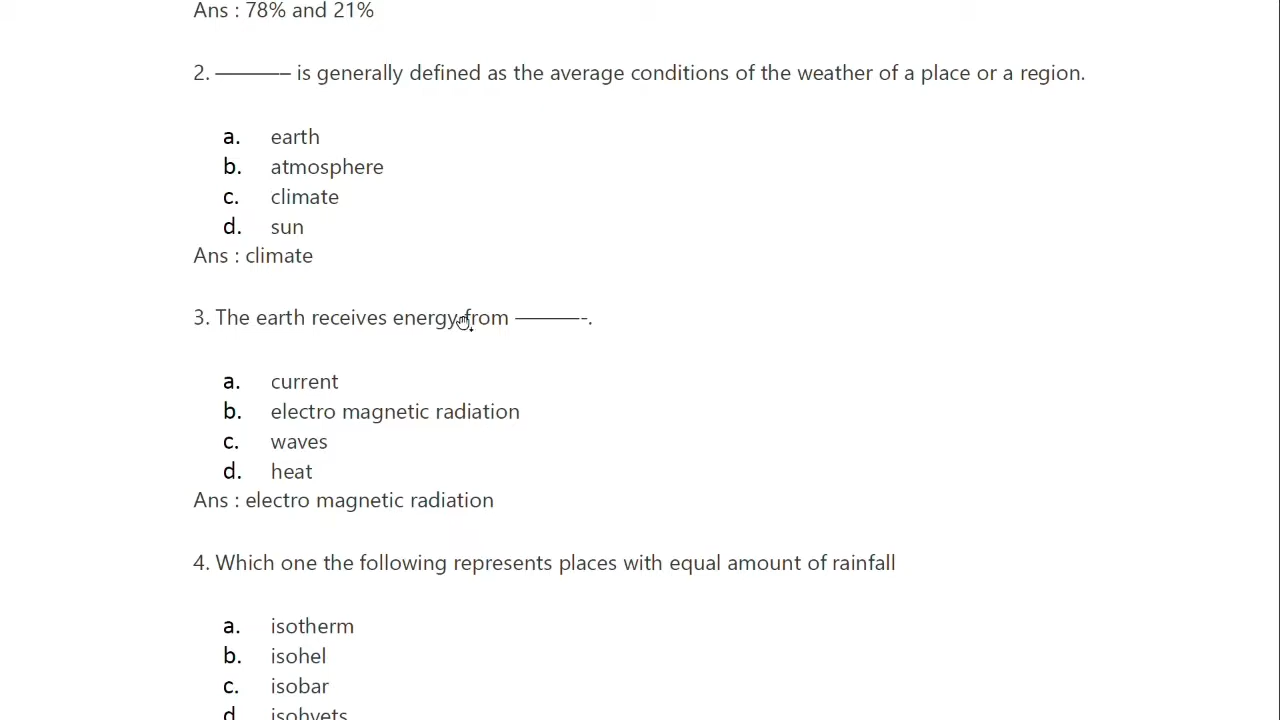 Ans : 78% and 21%
2. ———– is generally defined as the average conditions of the weather of a place or a region.
a. earth
b. atmosphere
c. climate
d. sun
Ans : climate
3. The earth receives energy from ———-.
a. current
b. electro magnetic radiation
c. waves
d. heat
Ans : electro magnetic radiation
4. Which one the following represents places with equal amount of rainfall
a. isotherm
b. isohel
c. isobar
d. isohyets